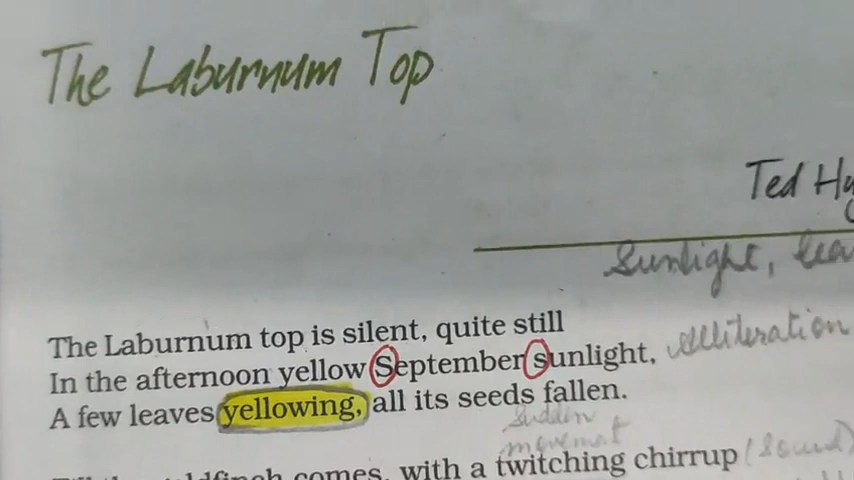 The Laburnum Top
Ted
Sunlight,
The Laburnum top is silent, quite still
In the afternoon yellow September sunlight, alliteration
A few leaves yellowing, all its seeds fallen.
sudden
movement
comes, with a twitching chirrup (sound)